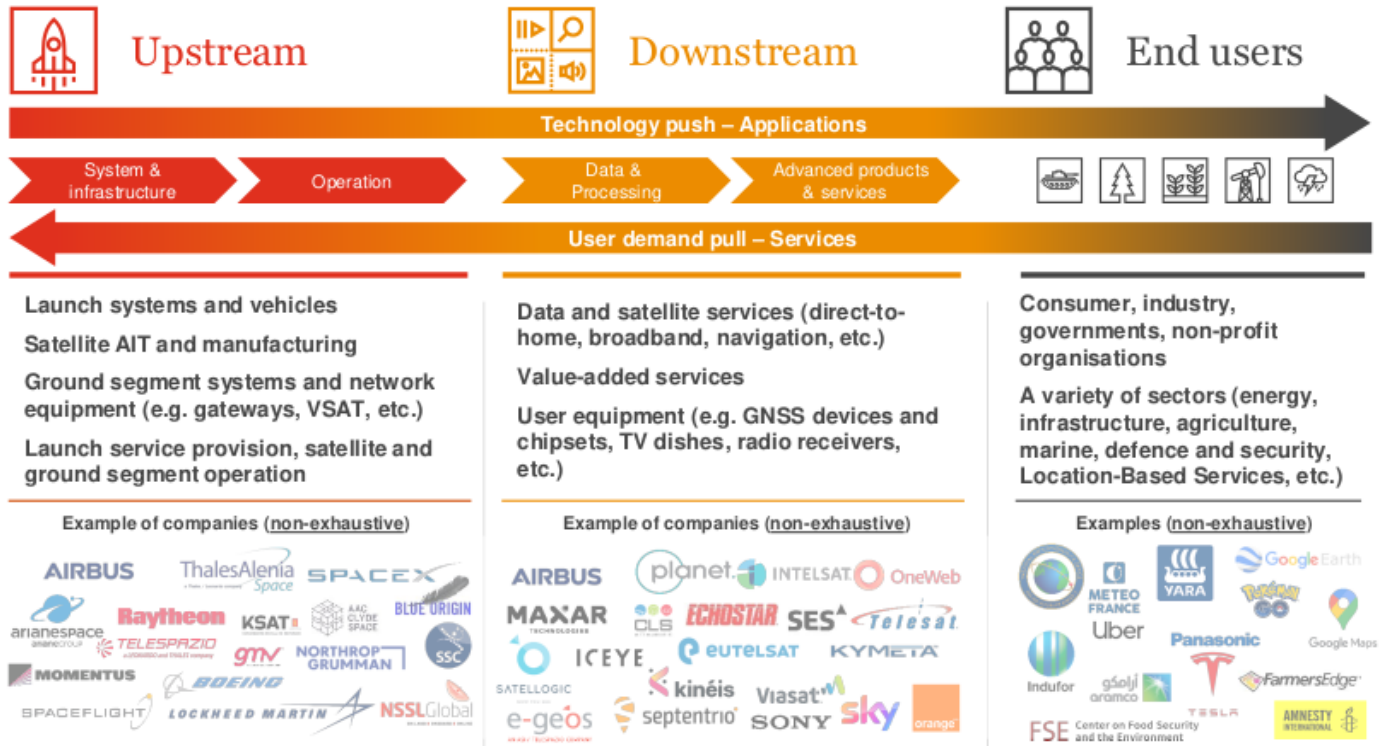 Upstream
Downstream
End users
Technology push – Applications
System &
infrastructure
Operation
Data &
Processing
Advanced products
& services
User demand pull – Services
Launch systems and vehicles
Satellite AIT and manufacturing
Ground segment systems and network
equipment (e.g. gateways, VSAT, etc.)
Launch service provision, satellite and
ground segment operation
Data and satellite services (direct-to-
home, broadband, navigation, etc.)
Value-added services
User equipment (e.g. GNSS devices and
chipsets, TV dishes, radio receivers,
etc.)
Consumer, industry,
governments, non-profit
organisations
A variety of sectors (energy,
infrastructure, agriculture,
marine, defence and security,
Location-Based Services, etc.)
Example of companies (non-exhaustive)
AIRBUS
ThalesAlenia
Space
SPACEX
BLUE ORIGIN
arianespace
arianeGROUP
Raytheon
KSAT
AAC
CLYDE
SPACE
TELESPAZIO
a LEONARDO and THALES company
gmv
NORTHROP
GRUMMAN
SSC
MOMENTUS
BOEING
SPACEFLIGHT
LOCKHEED MARTIN
NSSLGlobal
Example of companies (non-exhaustive)
AIRBUS
planet.
INTELSAT
OneWeb
MAXAR
TECHNOLOGIES
CLS
ECHOSTAR
SES
Telesat
ICEYE
eutelsat
KYMETA
SATELLOGIC
kinéis
Viasat
sky
orange
e-geos
septentrio
SONY
Examples (non-exhaustive)
METEO
FRANCE
YARA
Google Earth
POKÉMON
GO
Uber
Panasonic
Google Maps
Indufor
أرامكو
aramco
TESLA
FarmersEdge
FSE
Center on Food Security
and the Environment
AMNESTY
INTERNATIONAL